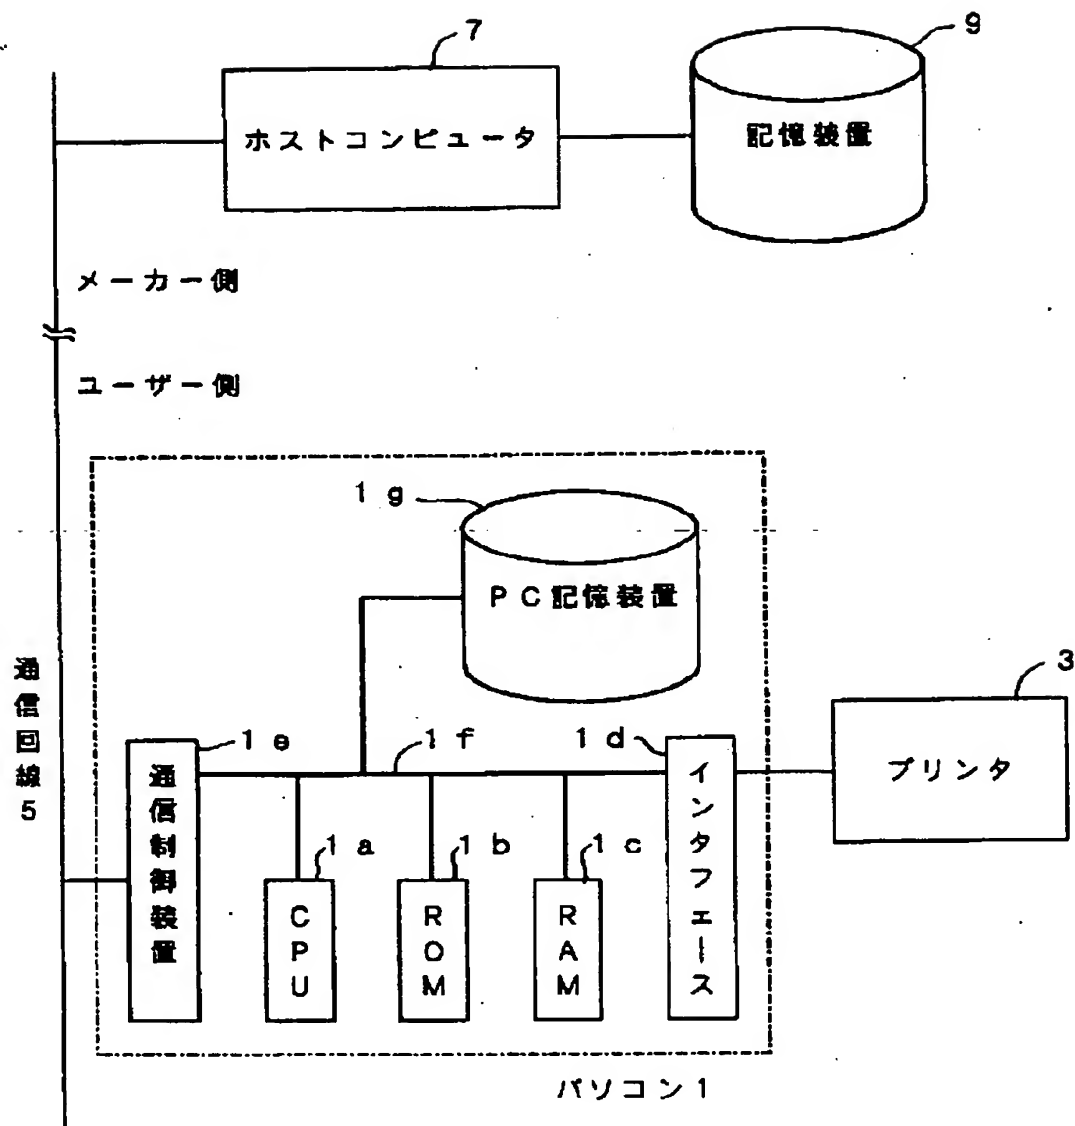 7
9
ホストコンピュータ
記憶装置
メーカー側
ユーザー側
1g
PC記憶装置
通信回線5
3
1e
1f
1d
プリンタ
通信制御装置
インタフェース
1a
1b
1c
CPU
ROM
RAM
パソコン1